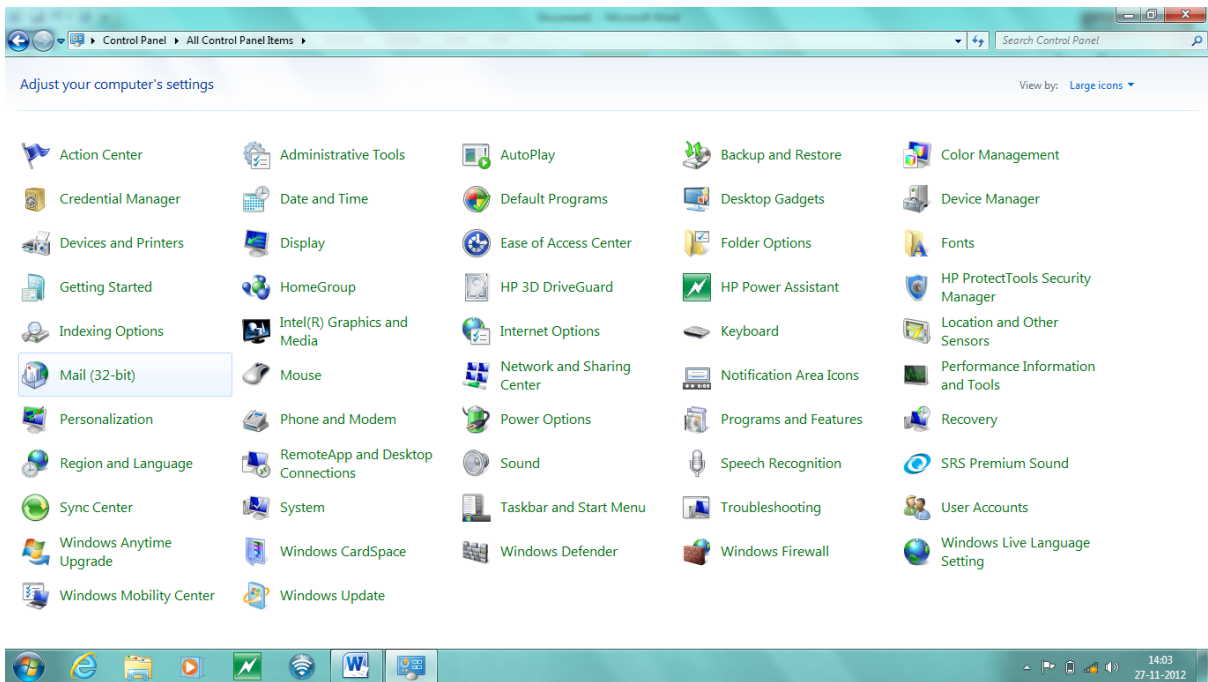 Document1 - Microsoft Word
Control Panel All Control Panel Items
Search Control Panel
Adjust your computer's settings
View by: Large icons
Action Center
Administrative Tools
AutoPlay
Backup and Restore
Color Management
Credential Manager
Date and Time
Default Programs
Desktop Gadgets
Device Manager
Devices and Printers
Display
Ease of Access Center
Folder Options
Fonts
Getting Started
HomeGroup
HP 3D DriveGuard
HP Power Assistant
HP ProtectTools Security
Manager
Indexing Options
Intel(R) Graphics and
Media
Internet Options
Keyboard
Location and Other
Sensors
Mail (32-bit)
Mouse
Network and Sharing
Center
Notification Area Icons
Performance Information
and Tools
Personalization
Phone and Modem
Power Options
Programs and Features
Recovery
Region and Language
RemoteApp and Desktop
Connections
Sound
Speech Recognition
SRS Premium Sound
Sync Center
System
Taskbar and Start Menu
Troubleshooting
User Accounts
Windows Anytime
Upgrade
Windows CardSpace
Windows Defender
Windows Firewall
Windows Live Language
Setting
Windows Mobility Center
Windows Update
14:03
27-11-2012